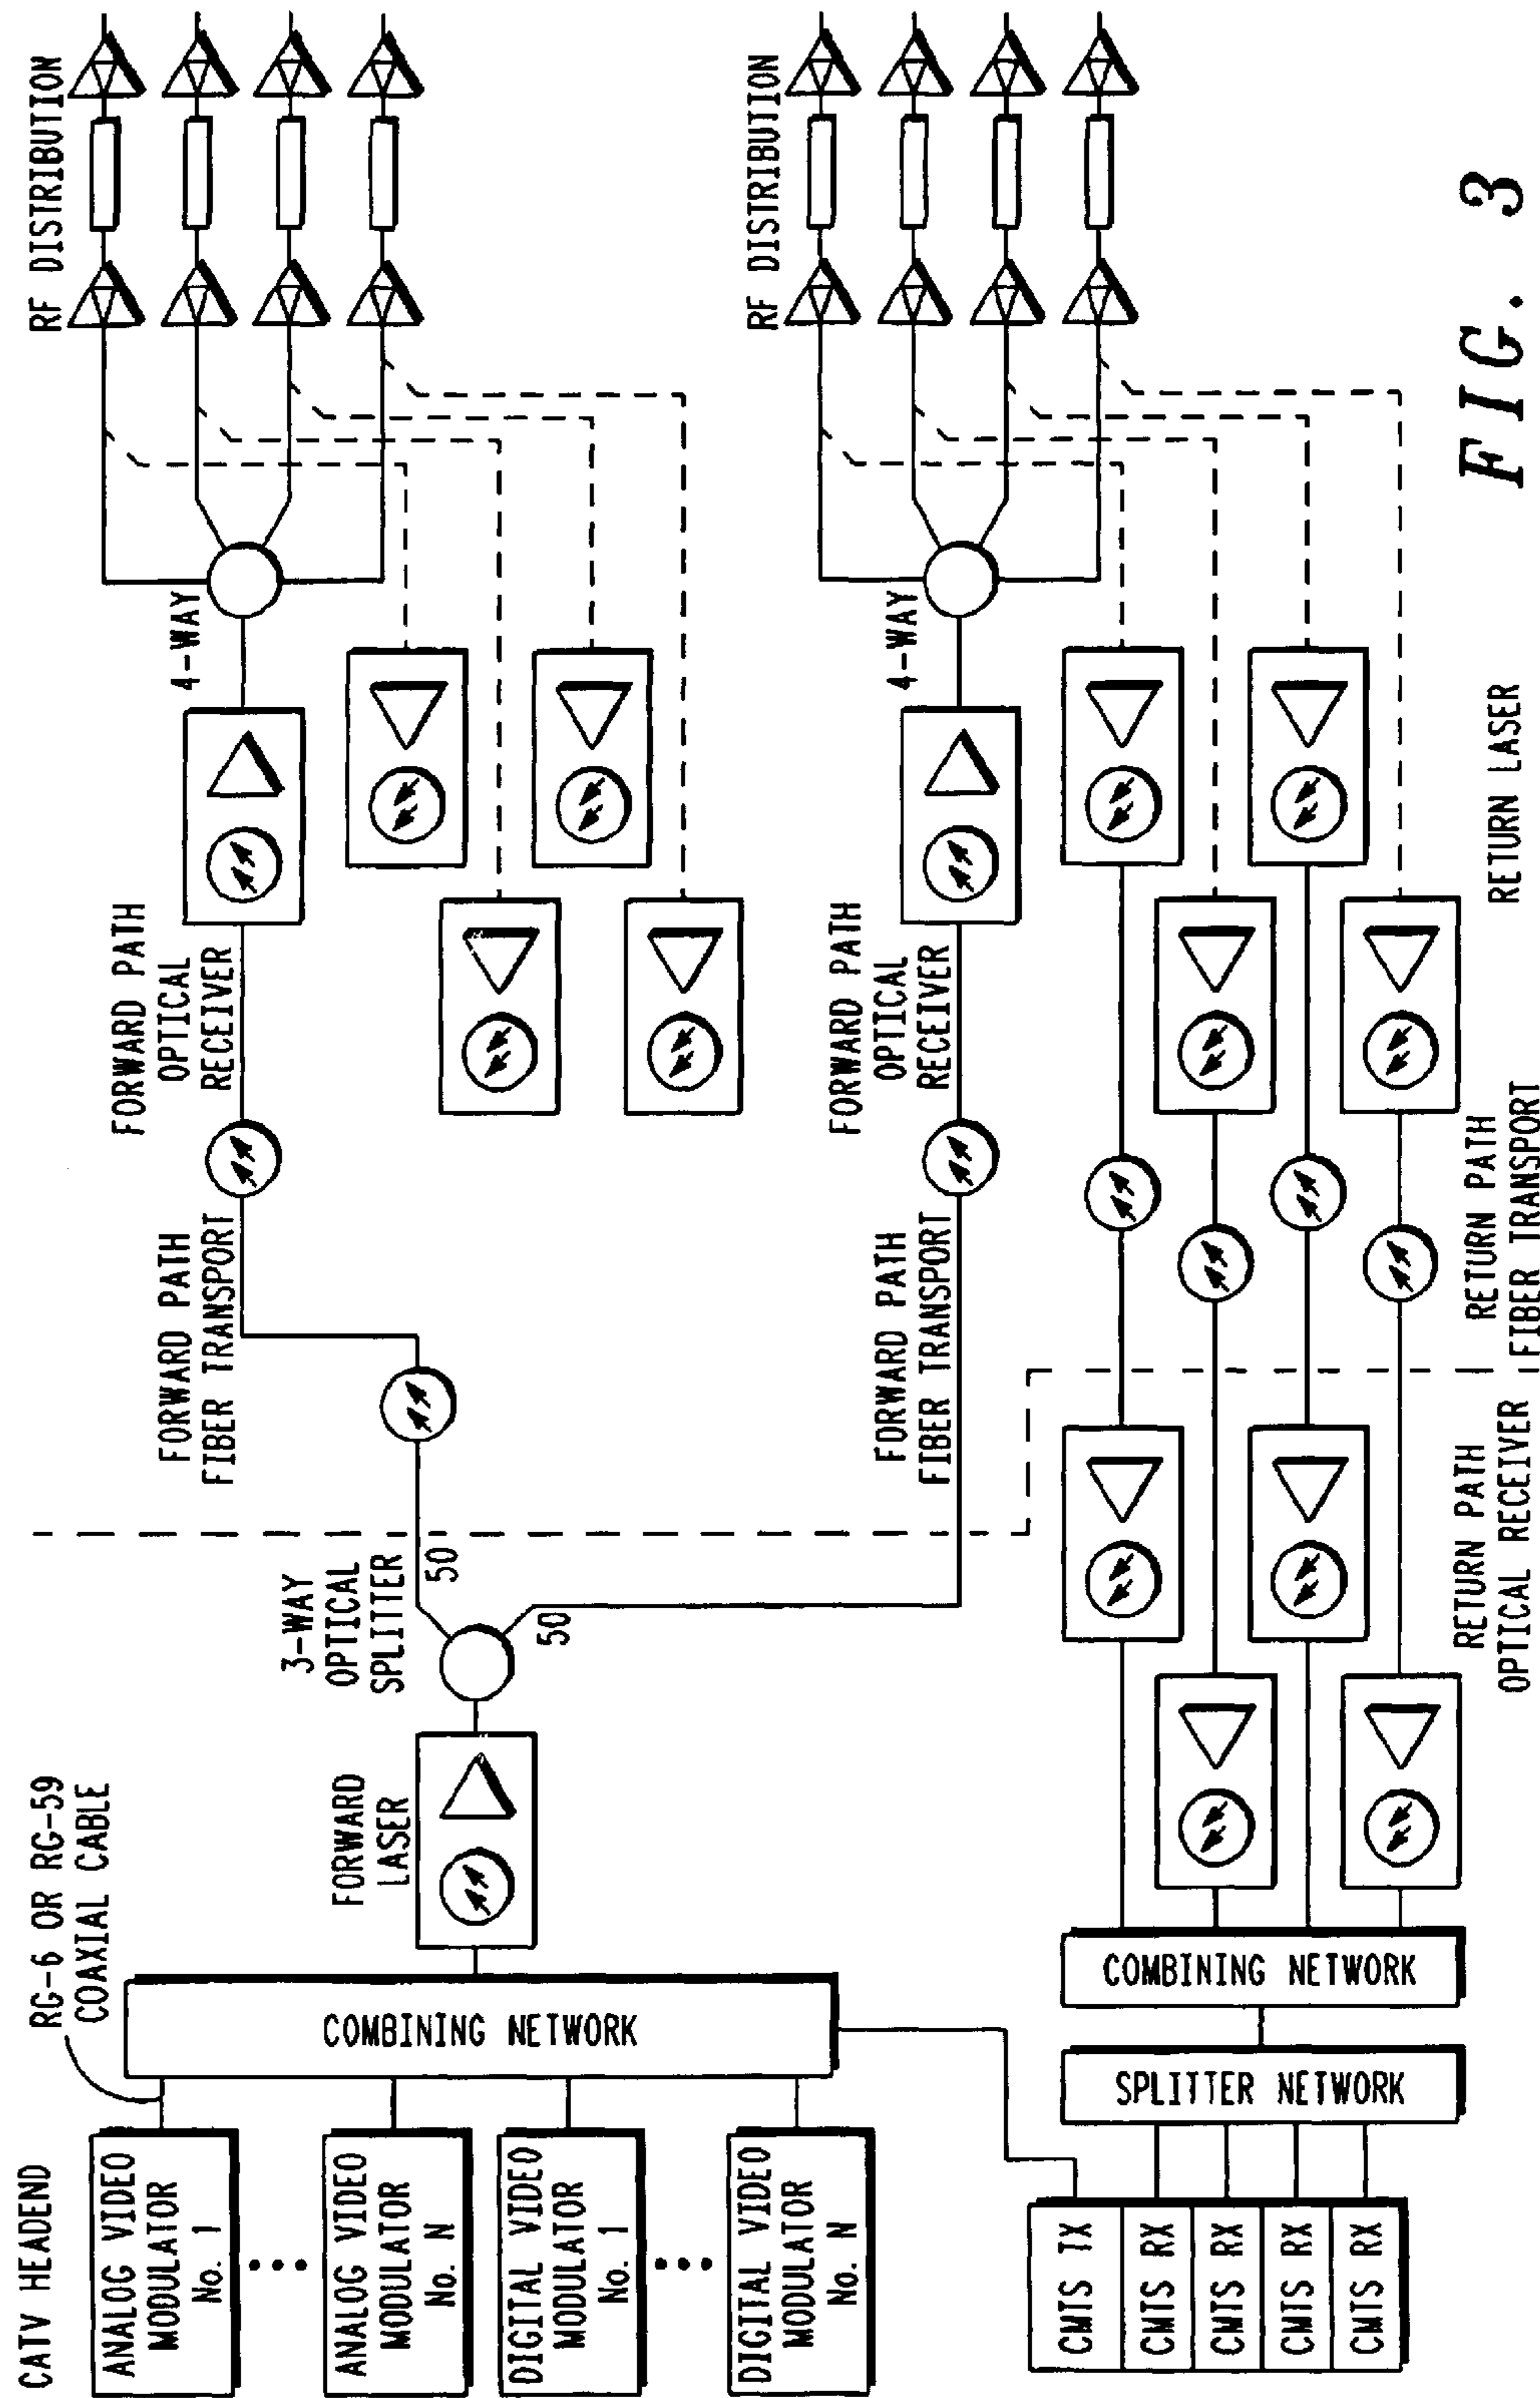 CATV HEADEND
RG-6 OR RG-59
COAXIAL CABLE
ANALOG VIDEO
MODULATOR
No. 1
ANALOG VIDEO
MODULATOR
No. N
DIGITAL VIDEO
MODULATOR
No. 1
DIGITAL VIDEO
MODULATOR
No. N
COMBINING NETWORK
FORWARD
LASER
3-WAY
OPTICAL
SPLITTER
50
50
FORWARD PATH
FIBER TRANSPORT
FORWARD PATH
OPTICAL
RECEIVER
4-WAY
RF DISTRIBUTION
FORWARD PATH
FIBER TRANSPORT
FORWARD PATH
OPTICAL
RECEIVER
4-WAY
RF DISTRIBUTION
CMTS TX
CMTS RX
CMTS RX
CMTS RX
CMTS RX
SPLITTER NETWORK
COMBINING NETWORK
RETURN PATH
OPTICAL RECEIVER
RETURN PATH
FIBER TRANSPORT
RETURN LASER
FIG. 3